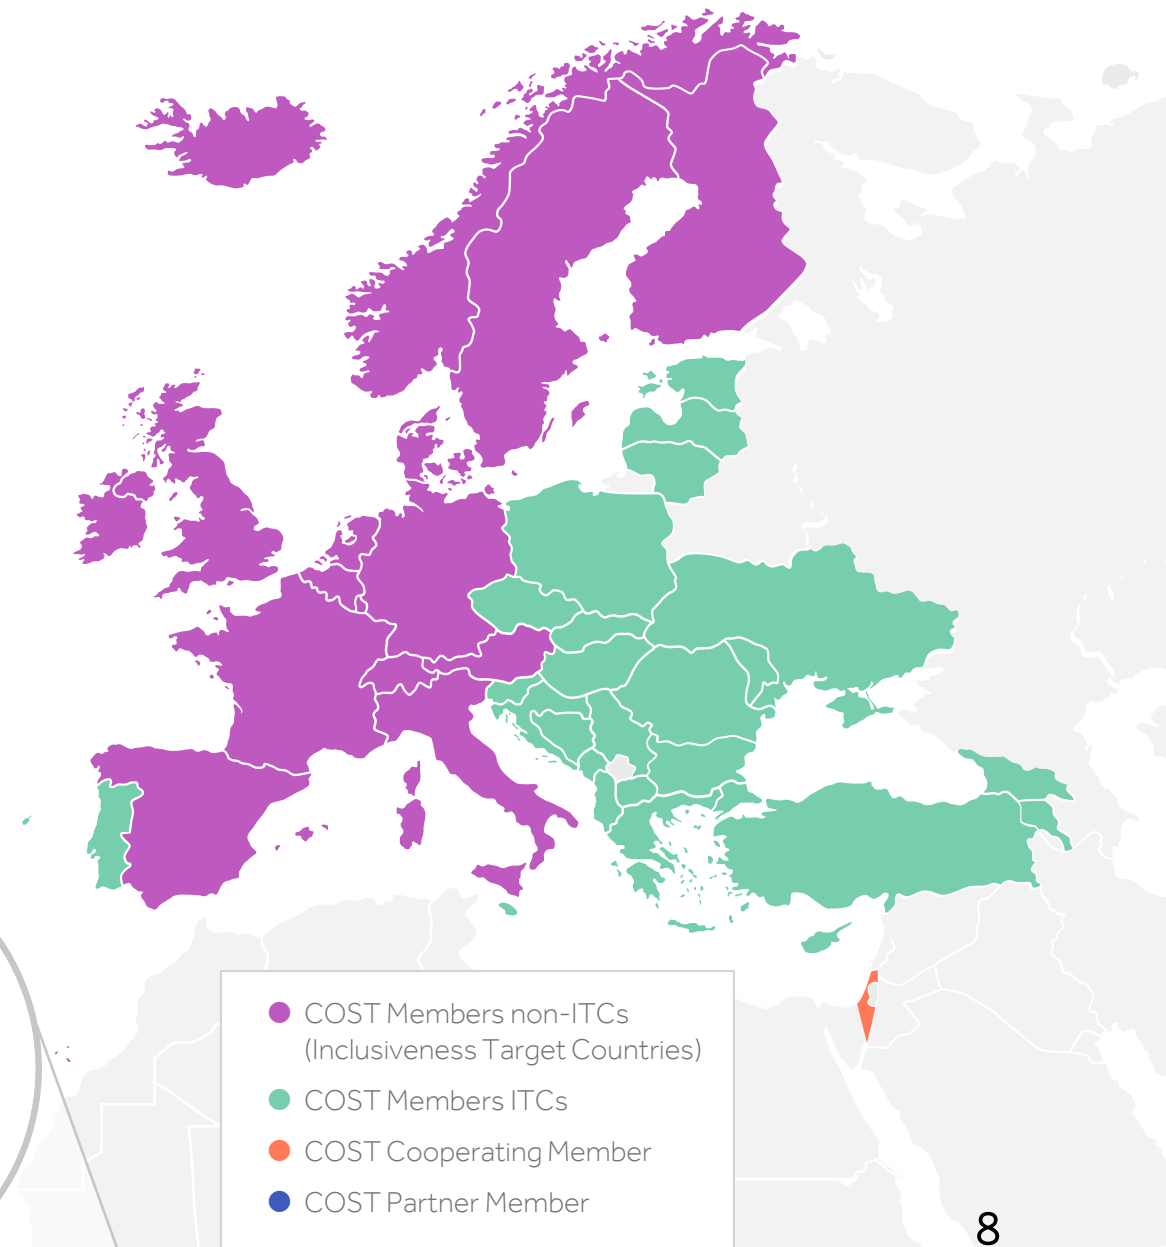 COST Members non-ITCs
(Inclusiveness Target Countries)
COST Members ITCs
COST Cooperating Member
COST Partner Member
8